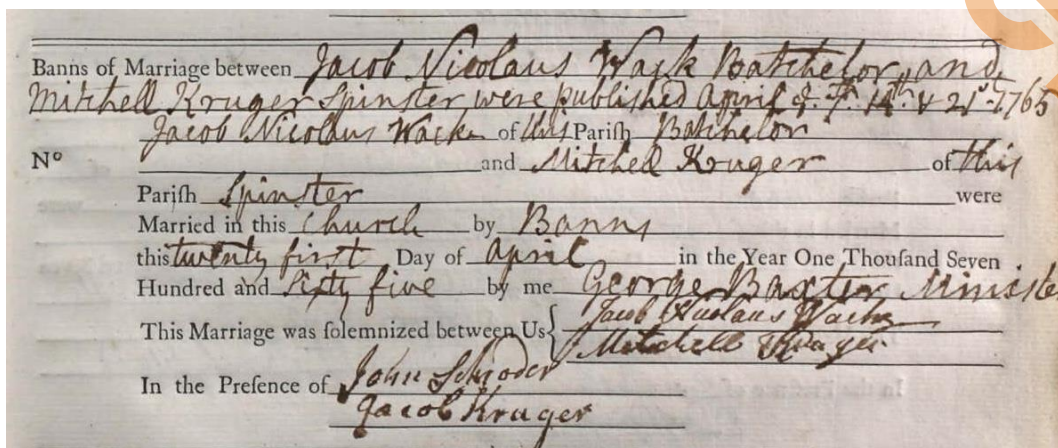 Banns of Marriage between Jacob Nicolaus Wack Batchelor, and
Mitchell Kruger Spinster were published April 7th 14th & 21st 1765
Jacob Nicolaus Wack of this Pariſh Batchelor
No and Mitchell Kruger of this
Pariſh Spinster were
Married in this Church by Banns
this twenty first Day of April in the Year One Thouſand Seven
Hundred and Sixty five by me George Baxter Ministe
This Marriage was ſolemnized between Us { Jacob Nicolaus Wack
Mitchell Kruger
In the Preſence of John Schroder
Jacob Kruger